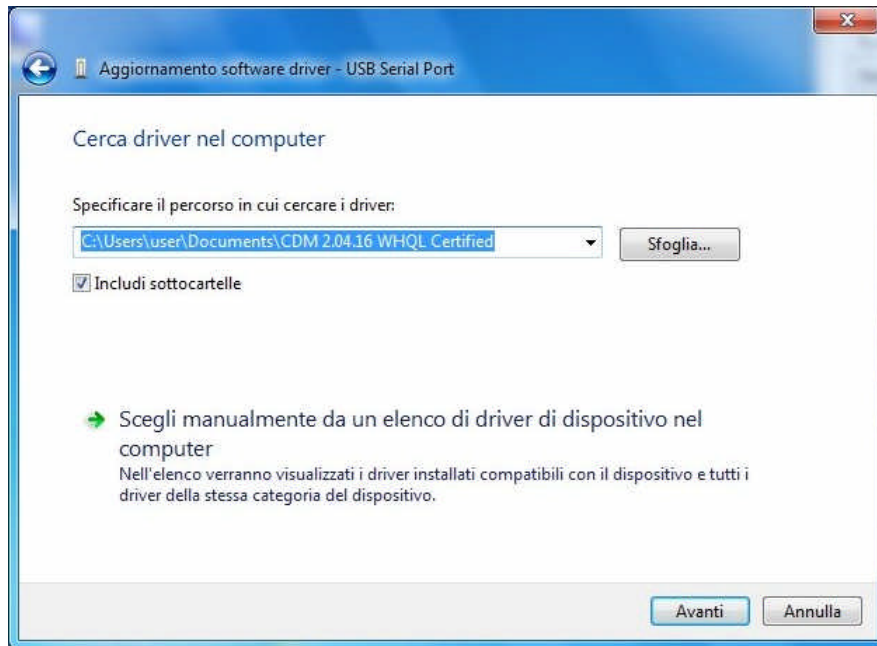 Aggiornamento software driver - USB Serial Port
Cerca driver nel computer
Specificare il percorso in cui cercare i driver:
C:\Users\user\Documents\CDM 2.04.16 WHQL Certified
Sfoglia...
Includi sottocartelle
Scegli manualmente da un elenco di driver di dispositivo nel
computer
Nell'elenco verranno visualizzati i driver installati compatibili con il dispositivo e tutti i
driver della stessa categoria del dispositivo.
Avanti
Annulla